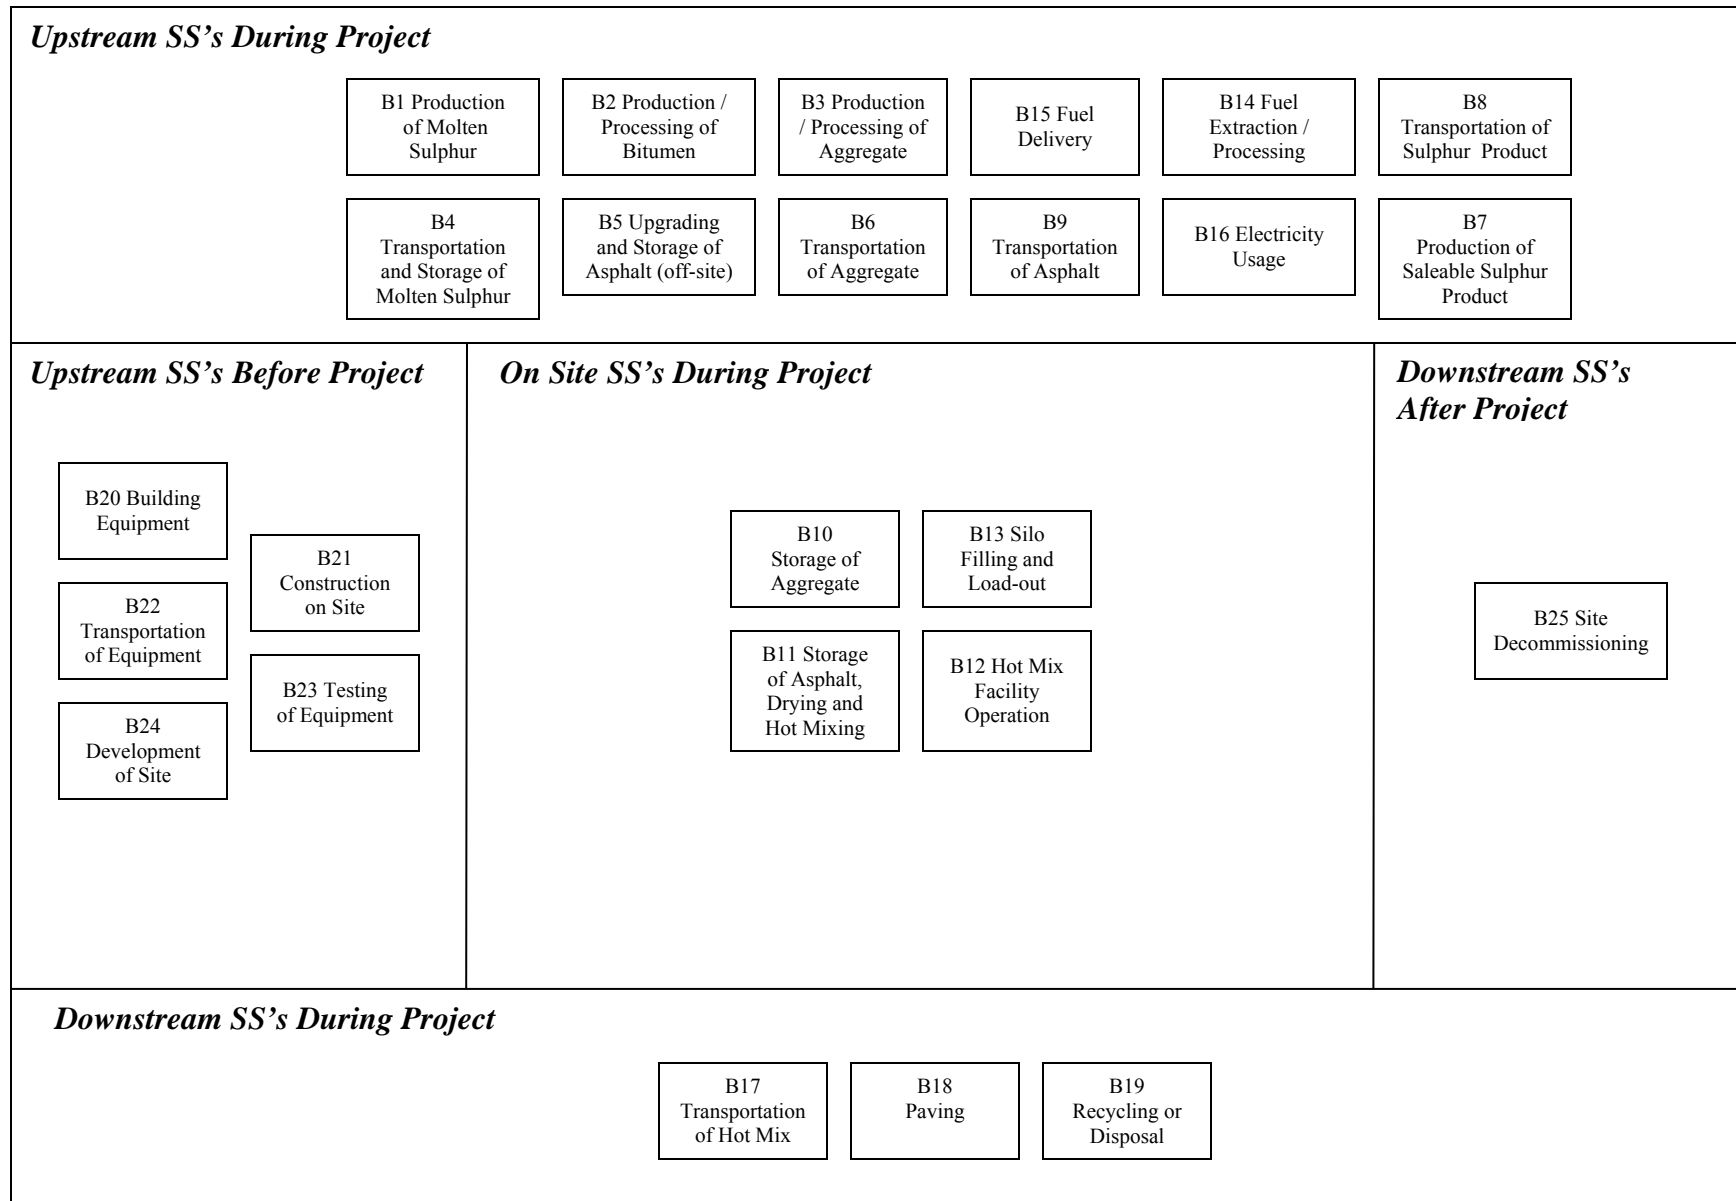 Upstream SS’s During Project
B1 Production
of Molten
Sulphur
B2 Production /
Processing of
Bitumen
B3 Production
/ Processing of
Aggregate
B15 Fuel
Delivery
B14 Fuel
Extraction /
Processing
B8
Transportation of
Sulphur Product
B4
Transportation
and Storage of
Molten Sulphur
B5 Upgrading
and Storage of
Asphalt (off-site)
B6
Transportation
of Aggregate
B9
Transportation
of Asphalt
B16 Electricity
Usage
B7
Production of
Saleable Sulphur
Product
Upstream SS’s Before Project
B20 Building
Equipment
B21
Construction
on Site
B22
Transportation
of Equipment
B23 Testing
of Equipment
B24
Development
of Site
On Site SS’s During Project
B10
Storage of
Aggregate
B13 Silo
Filling and
Load-out
B11 Storage
of Asphalt,
Drying and
Hot Mixing
B12 Hot Mix
Facility
Operation
Downstream SS’s
After Project
B25 Site
Decommissioning
Downstream SS’s During Project
B17
Transportation
of Hot Mix
B18
Paving
B19
Recycling or
Disposal